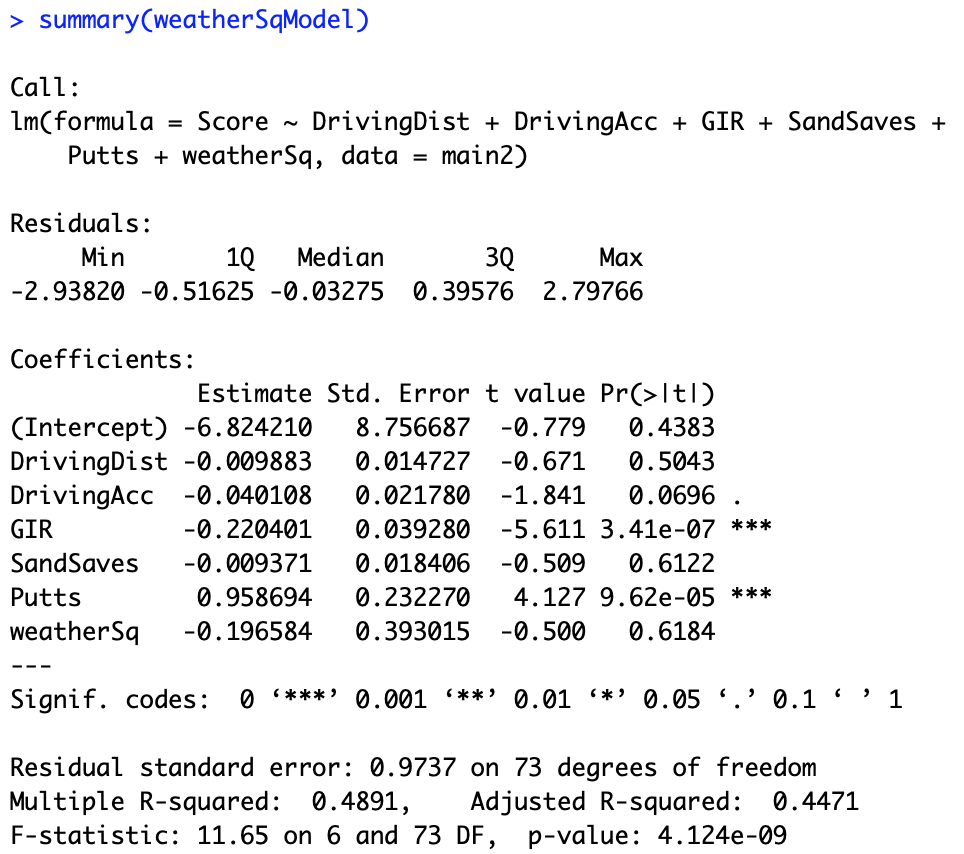 > summary(weatherSqModel)
Call:
lm(formula = Score ~ DrivingDist + DrivingAcc + GIR + SandSaves +
    Putts + weatherSq, data = main2)
Residuals:
     Min       1Q   Median       3Q      Max
-2.93820 -0.51625 -0.03275  0.39576  2.79766
Coefficients:
             Estimate Std. Error t value Pr(>|t|)
(Intercept) -6.824210   8.756687  -0.779   0.4383
DrivingDist -0.009883   0.014727  -0.671   0.5043
DrivingAcc  -0.040108   0.021780  -1.841   0.0696 .
GIR         -0.220401   0.039280  -5.611 3.41e-07 ***
SandSaves   -0.009371   0.018406  -0.509   0.6122
Putts        0.958694   0.232270   4.127 9.62e-05 ***
weatherSq   -0.196584   0.393015  -0.500   0.6184
---
Signif. codes:  0 ‘***’ 0.001 ‘**’ 0.01 ‘*’ 0.05 ‘.’ 0.1 ‘ ’ 1
Residual standard error: 0.9737 on 73 degrees of freedom
Multiple R-squared:  0.4891,    Adjusted R-squared:  0.4471
F-statistic: 11.65 on 6 and 73 DF,  p-value: 4.124e-09